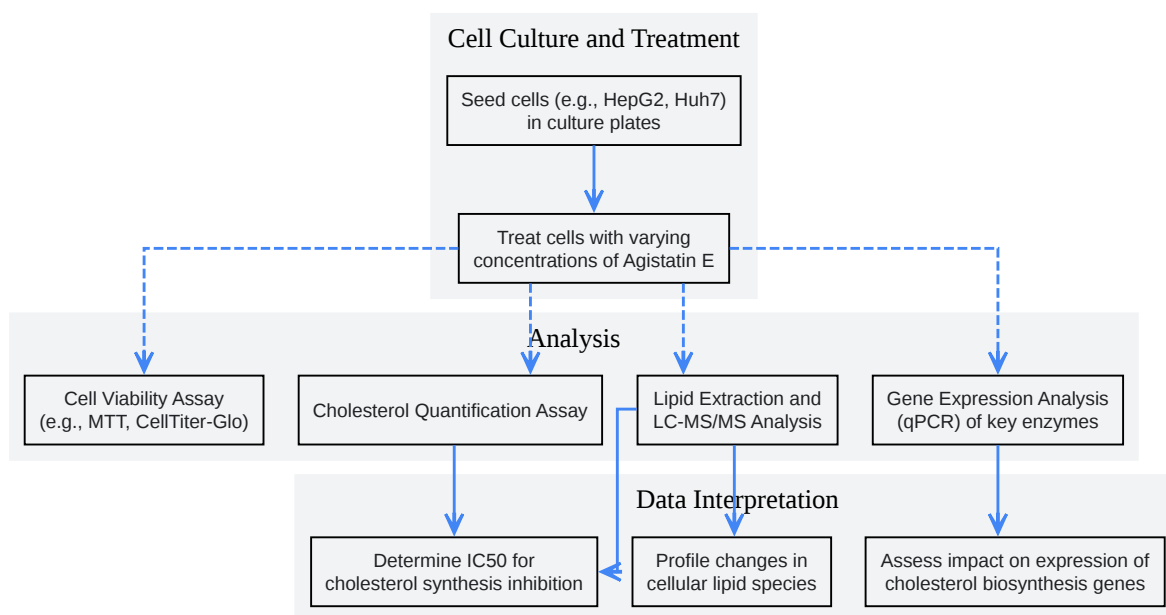 Cell Culture and Treatment
Seed cells (e.g., HepG2, Huh7)
in culture plates
Treat cells with varying
concentrations of Agistatin E
Analysis
Cell Viability Assay
(e.g., MTT, CellTiter-Glo)
Cholesterol Quantification Assay
Lipid Extraction and
LC-MS/MS Analysis
Gene Expression Analysis
(qPCR) of key enzymes
Data Interpretation
Determine IC50 for
cholesterol synthesis inhibition
Profile changes in
cellular lipid species
Assess impact on expression of
cholesterol biosynthesis genes